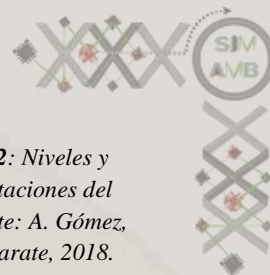 SIM
AMB
2: Niveles y
taciones del
te: A. Gómez,
arate, 2018.